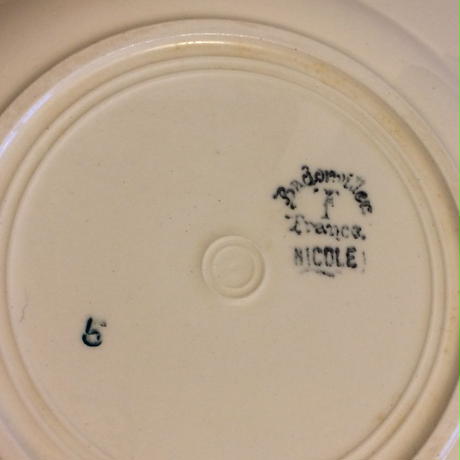 Badonviller
F
France.
NICOLE
6